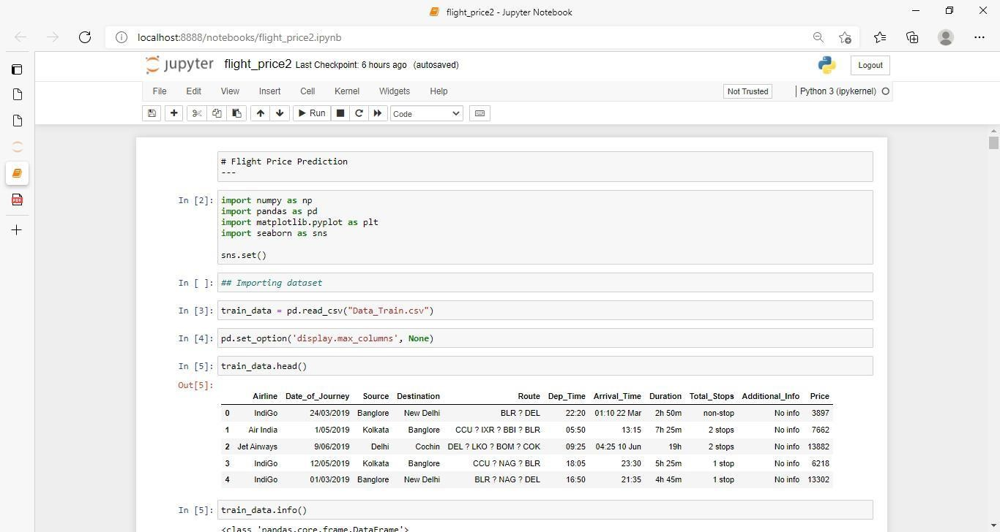 flight_price2 - Jupyter Notebook
localhost:8888/notebooks/flight_price2.ipynb
jupyter flight_price2 Last Checkpoint: 6 hours ago (autosaved)
Logout
File Edit View Insert Cell Kernel Widgets Help
Not Trusted
Python 3 (ipykernel)
Run
Code
# Flight Price Prediction
---
In [2]: import numpy as np
import pandas as pd
import matplotlib.pyplot as plt
import seaborn as sns
sns.set()
In [ ]: ## Importing dataset
In [3]: train_data = pd.read_csv("Data_Train.csv")
In [4]: pd.set_option('display.max_columns', None)
In [5]: train_data.head()
Out[5]:
Airline Date_of_Journey Source Destination Route Dep_Time Arrival_Time Duration Total_Stops Additional_Info Price
0 IndiGo 24/03/2019 Banglore New Delhi BLR ? DEL 22:20 01:10 22 Mar 2h 50m non-stop No info 3897
1 Air India 1/05/2019 Kolkata Banglore CCU ? IXR ? BBI ? BLR 05:50 13:15 7h 25m 2 stops No info 7662
2 Jet Airways 9/06/2019 Delhi Cochin DEL ? LKO ? BOM ? COK 09:25 04:25 10 Jun 19h 2 stops No info 13882
3 IndiGo 12/05/2019 Kolkata Banglore CCU ? NAG ? BLR 18:05 23:30 5h 25m 1 stop No info 6218
4 IndiGo 01/03/2019 Banglore New Delhi BLR ? NAG ? DEL 16:50 21:35 4h 45m 1 stop No info 13302
In [5]: train_data.info()
<class 'pandas.core.frame.DataFrame'>
PDF